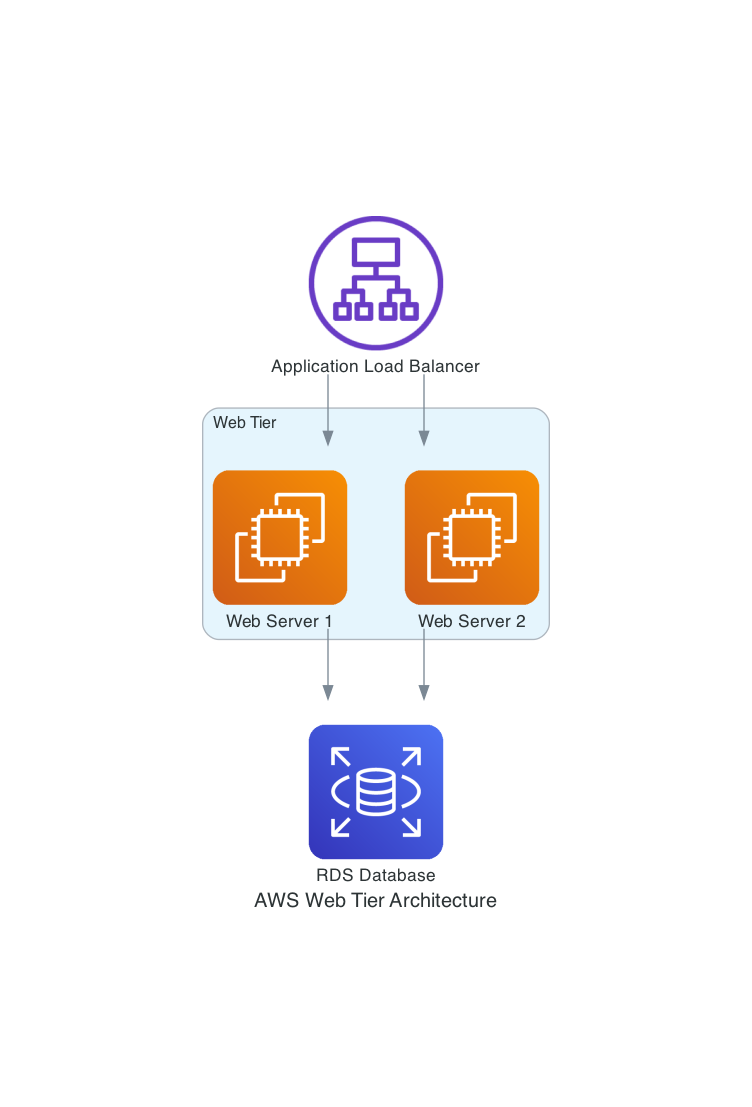 Application Load Balancer
Web Tier
Web Server 1
Web Server 2
RDS Database
AWS Web Tier Architecture